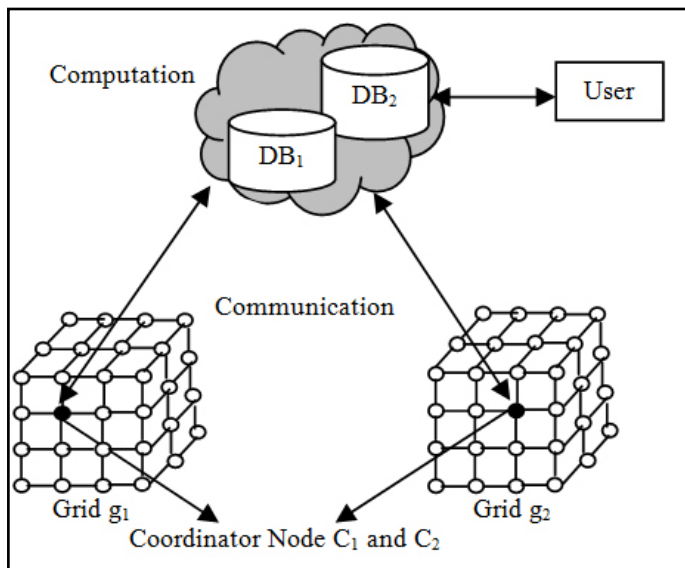 Computation
DB₂
User
DB₁
Communication
Grid g₁
Grid g₂
Coordinator Node C₁ and C₂